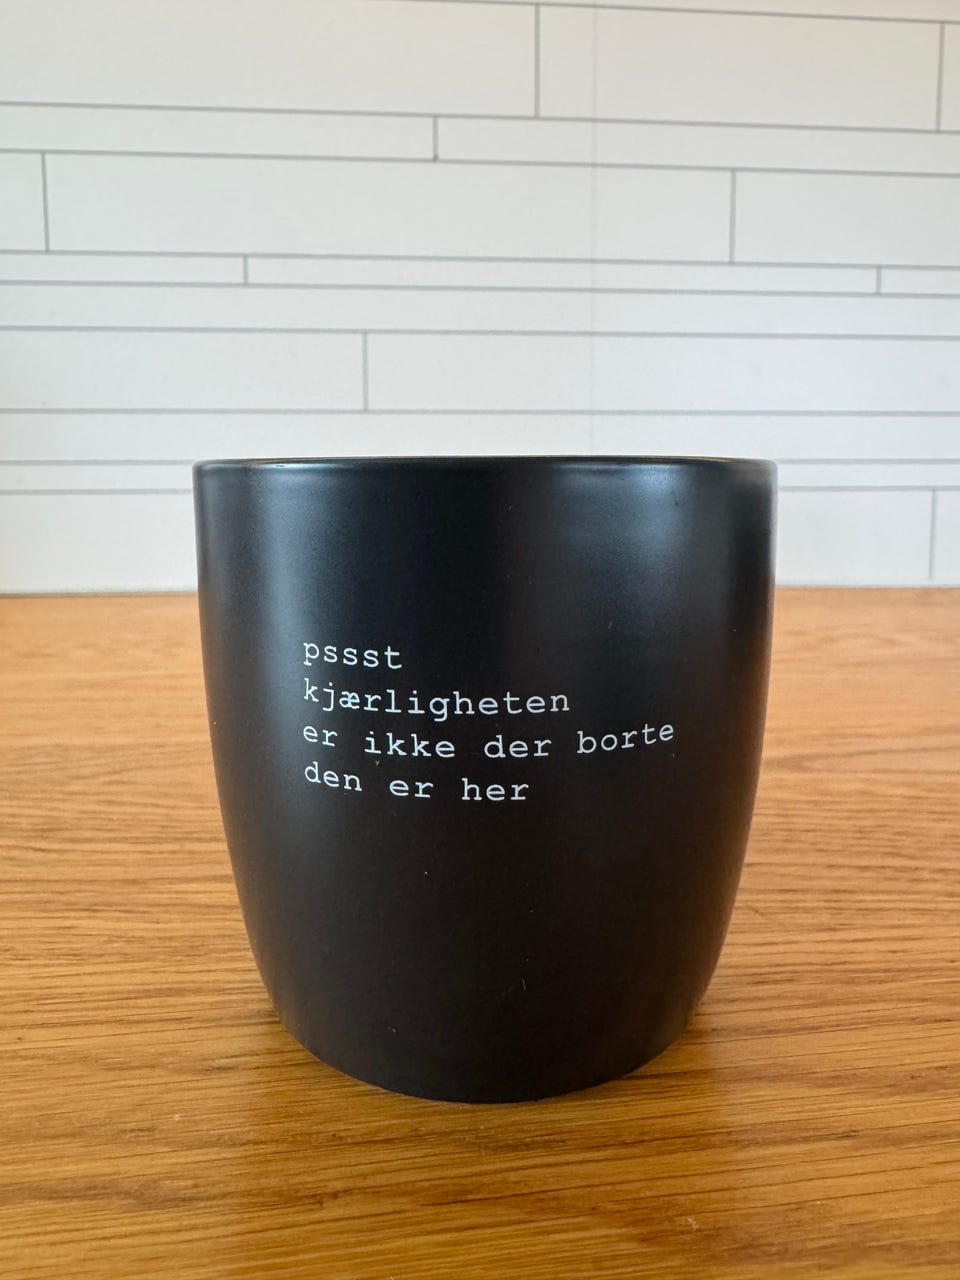 pssst
kjærligheten
er ikke der borte
den er her